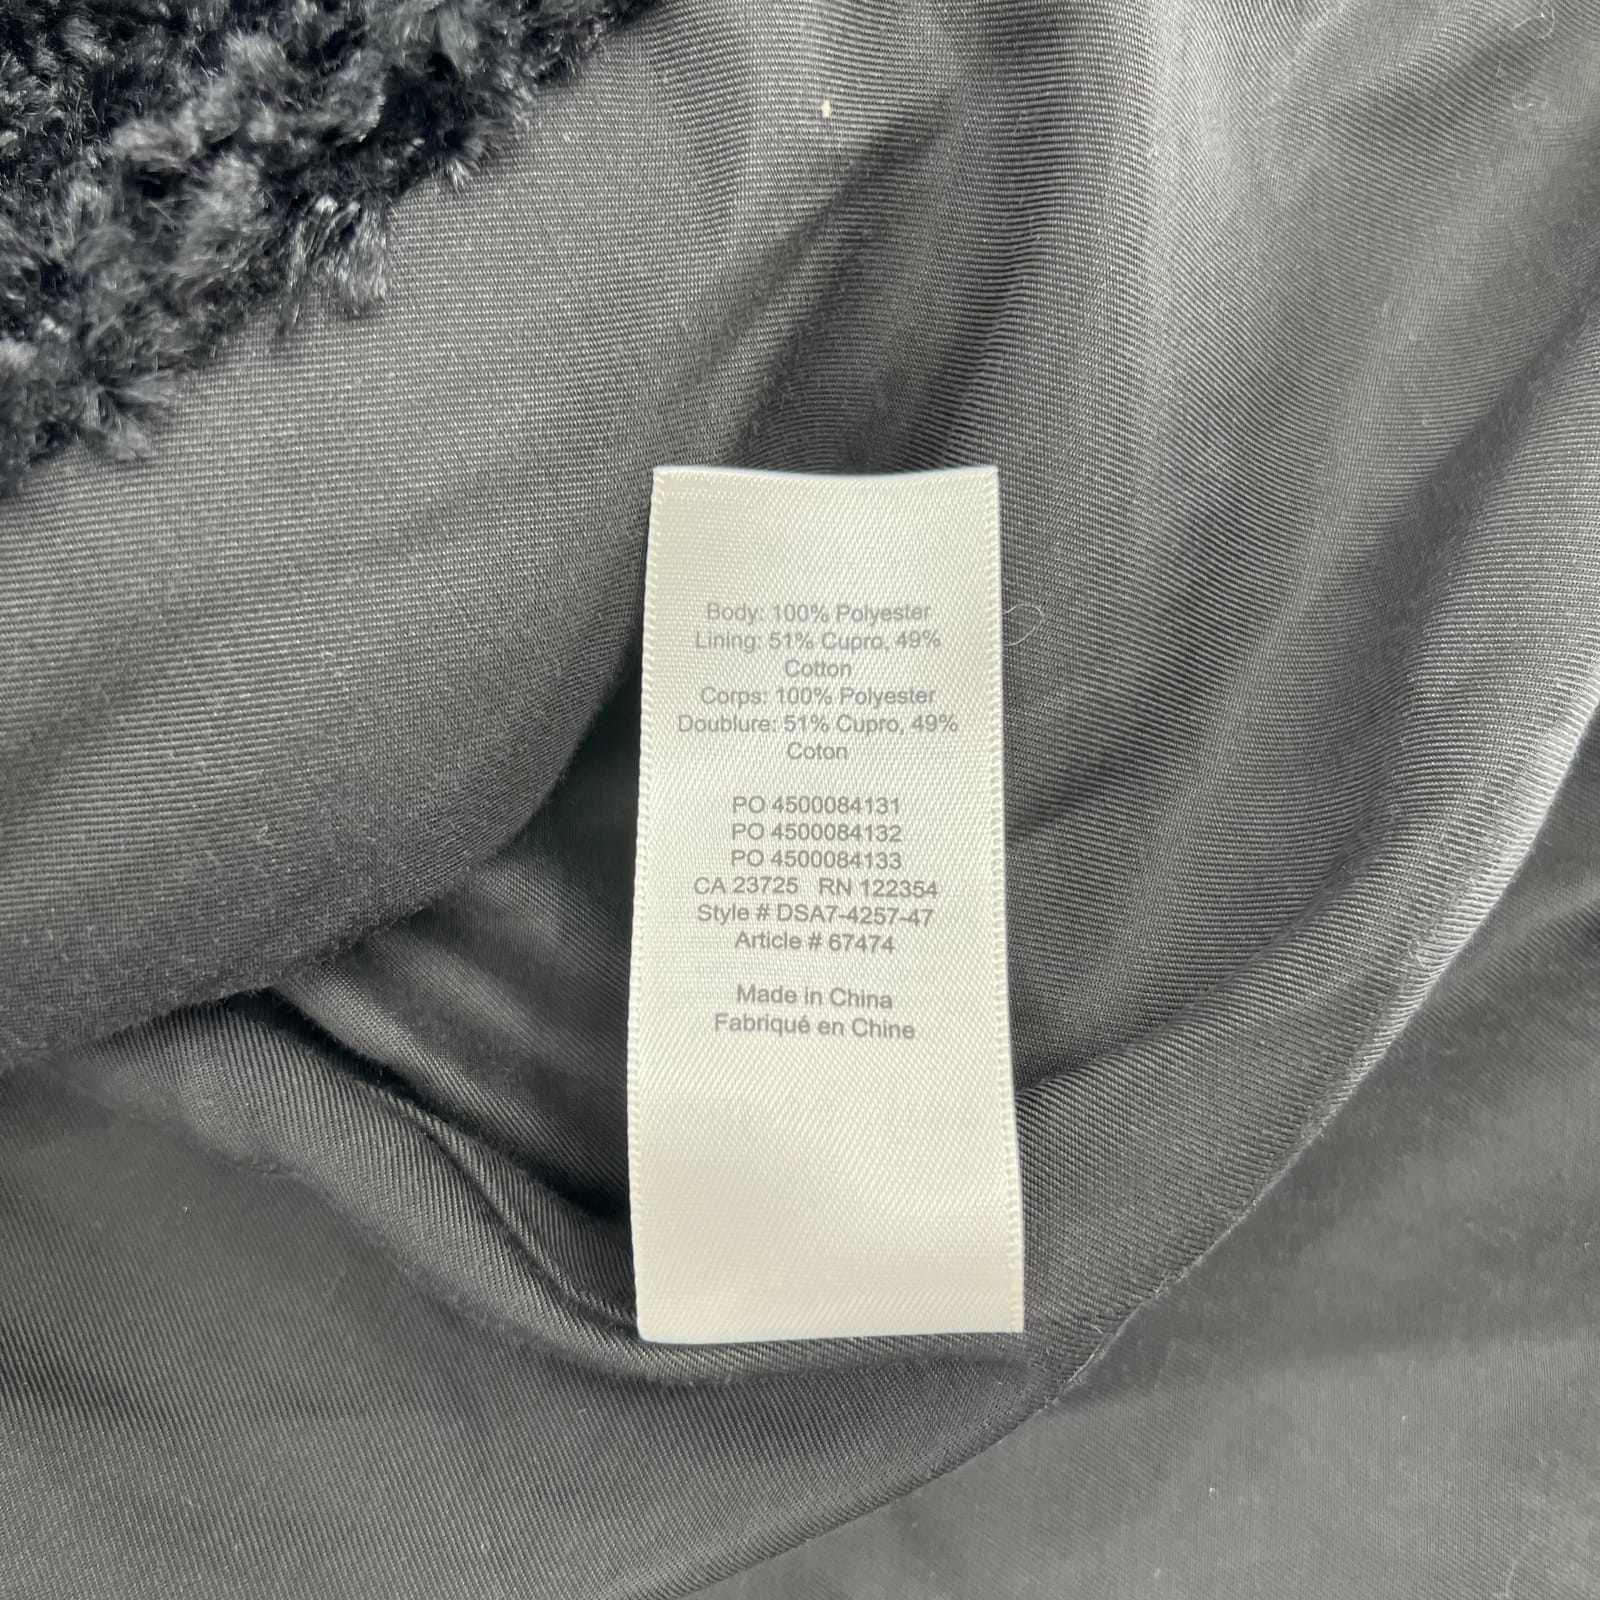 Body: 100% Polyester
Lining: 51% Cupro, 49%
Cotton
Corps: 100% Polyester
Doublure: 51% Cupro, 49%
Coton
PO 4500084131
PO 4500084132
PO 4500084133
CA 23725 RN 122354
Style # DSA7-4257-47
Article # 67474
Made in China
Fabriqué en Chine